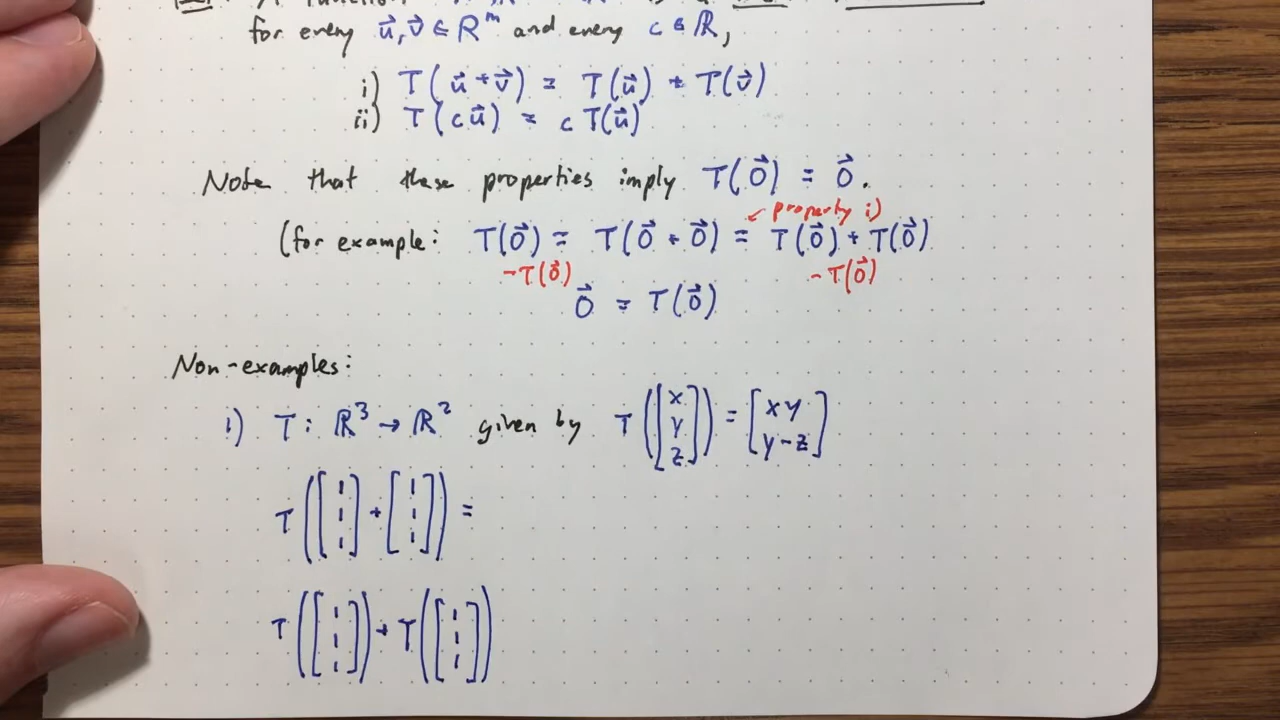 for every u⃗, v⃗ ∈ ℝᵐ and every c ∈ ℝ,
i) T(u⃗ + v⃗) = T(u⃗) + T(v⃗)
ii) T(cu⃗) = cT(u⃗)
Note that these properties imply T(0⃗) = 0⃗.
↙ property i)
(for example: T(0⃗) = T(0⃗ + 0⃗) = T(0⃗) + T(0⃗)
-T(0⃗) -T(0⃗)
0⃗ = T(0⃗)
Non-examples:
i) T: ℝ³ → ℝ² given by T([x y z]) = [xy y-z]
T([1 1 1] + [1 1 1]) =
T([1 1 1]) + T([1 1 1])